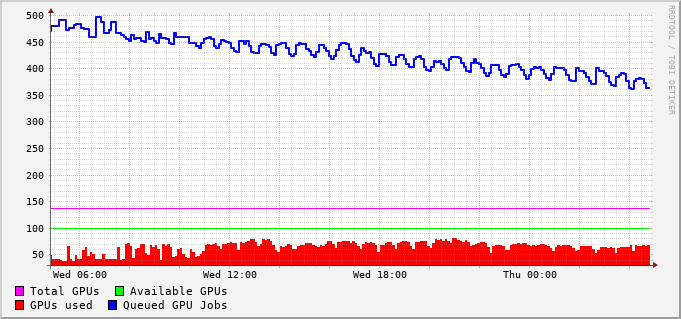 500
450
400
350
300
250
200
150
100
50
Wed 06:00 Wed 12:00 Wed 18:00 Thu 00:00
Total GPUs Available GPUs
GPUs used Queued GPU Jobs
RRDTOOL / TOBI OETIKER